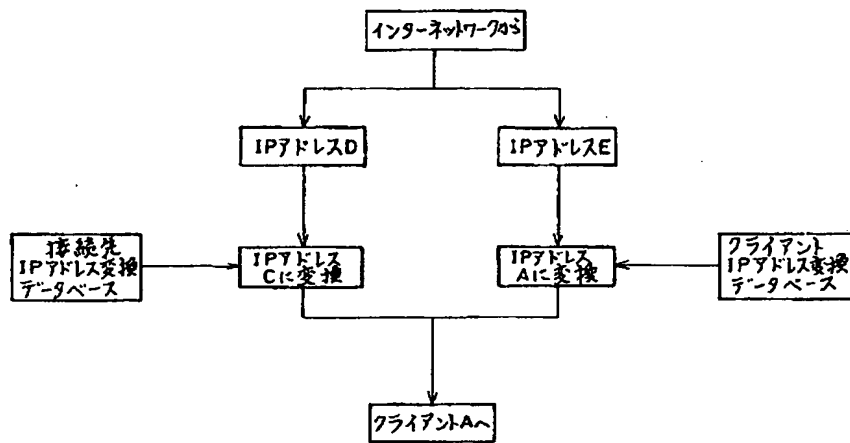 インターネットワークから
IPアドレスD
IPアドレスE
接続先
IPアドレス変換
データベース
IPアドレス
Cに変換
IPアドレス
Aに変換
クライアント
IPアドレス変換
データベース
クライアントAへ